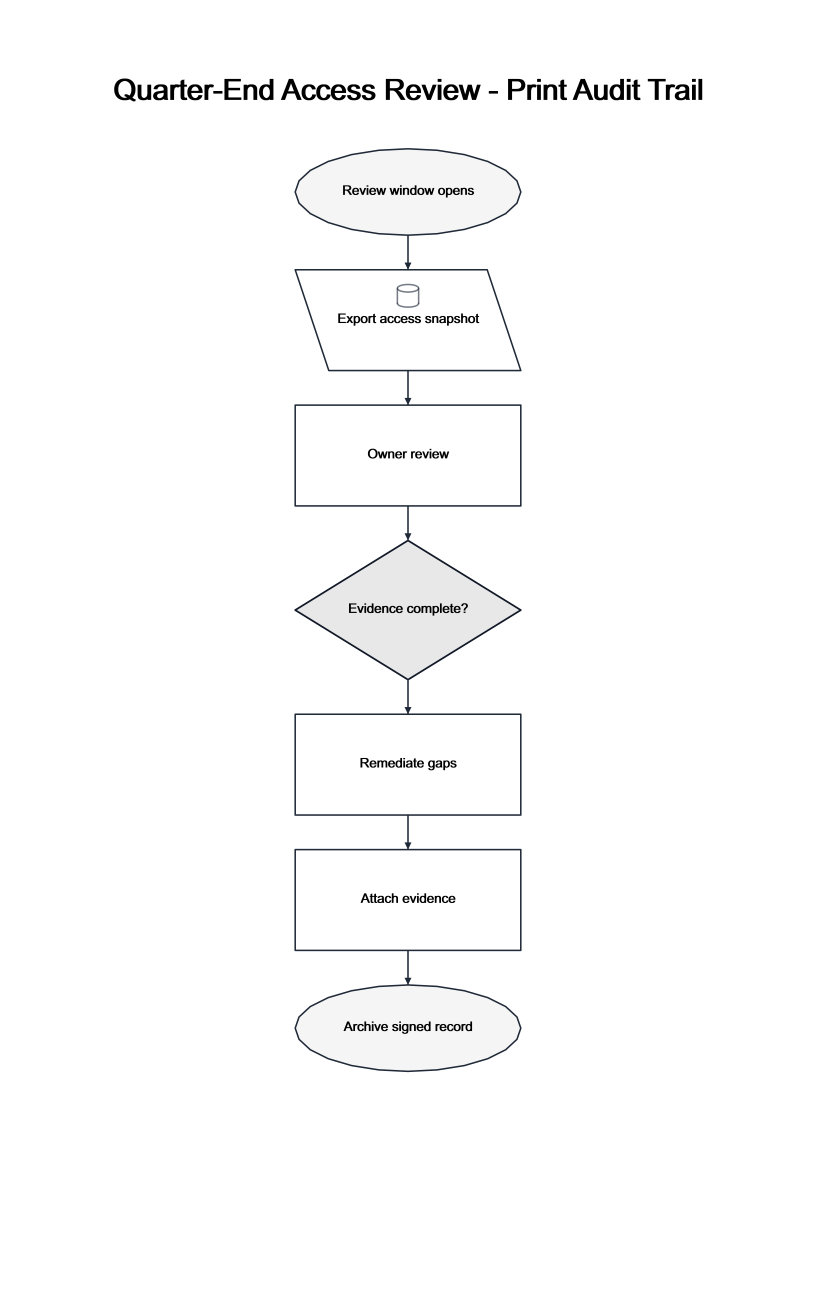 Quarter-End Access Review - Print Audit Trail
Review window opens
Export access snapshot
Owner review
Evidence complete?
Remediate gaps
Attach evidence
Archive signed record